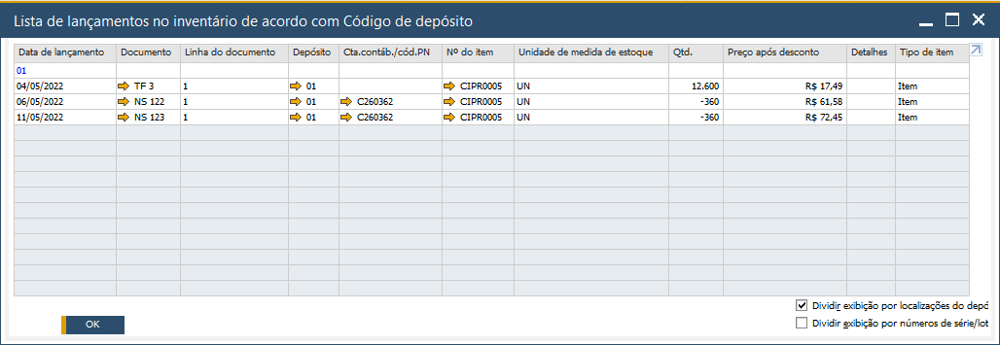 Lista de lançamentos no inventário de acordo com Código de depósito
Data de lançamento Documento Linha do documento Depósito Cta.contáb./cód.PN Nº do item Unidade de medida de estoque Qtd. Preço após desconto Detalhes Tipo de item
01
04/05/2022 TF 3 1 01 CIPR0005 UN 12.600 R$ 17,49 Item
06/05/2022 NS 122 1 01 C260362 CIPR0005 UN -360 R$ 61,58 Item
11/05/2022 NS 123 1 01 C260362 CIPR0005 UN -360 R$ 72,45 Item
Dividir exibição por localizações do depó
Dividir exibição por números de série/lot
OK